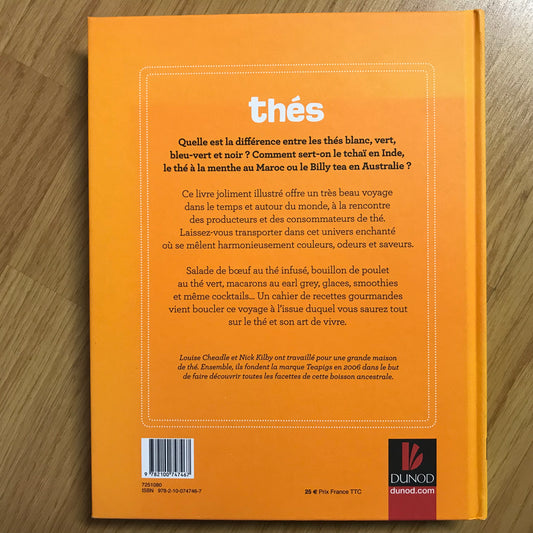 thés
Quelle est la différence entre les thés blanc, vert,
bleu-vert et noir ? Comment sert-on le tchaï en Inde,
le thé à la menthe au Maroc ou le Billy tea en Australie ?
Ce livre joliment illustré offre un très beau voyage
dans le temps et autour du monde, à la rencontre
des producteurs et des consommateurs de thé.
Laissez-vous transporter dans cet univers enchanté
où se mêlent harmonieusement couleurs, odeurs et saveurs.
Salade de bœuf au thé infusé, bouillon de poulet
au thé vert, macarons au earl grey, glaces, smoothies
et même cocktails... Un cahier de recettes gourmandes
vient boucler ce voyage à l'issue duquel vous saurez tout
sur le thé et son art de vivre.
Louise Cheadle et Nick Kilby ont travaillé pour une grande maison
de thé. Ensemble, ils fondent la marque Teapigs en 2006 dans le but
de faire découvrir toutes les facettes de cette boisson ancestrale.
9 782100 747467
7251080
ISBN 978-2-10-074746-7
25 € Prix France TTC
DUNOD
dunod.com